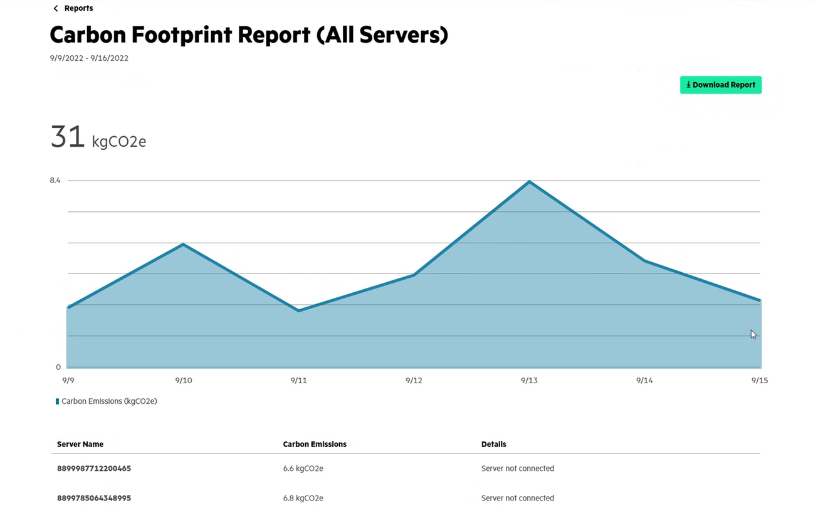 Reports
Carbon Footprint Report (All Servers)
9/9/2022 - 9/16/2022
Download Report
31 kgCO2e
8.4
0
9/9 9/10 9/11 9/12 9/13 9/14 9/15
Carbon Emissions (kgCO2e)
Server Name Carbon Emissions Details
8899987712200465 6.6 kgCO2e Server not connected
8899785064348995 6.8 kgCO2e Server not connected